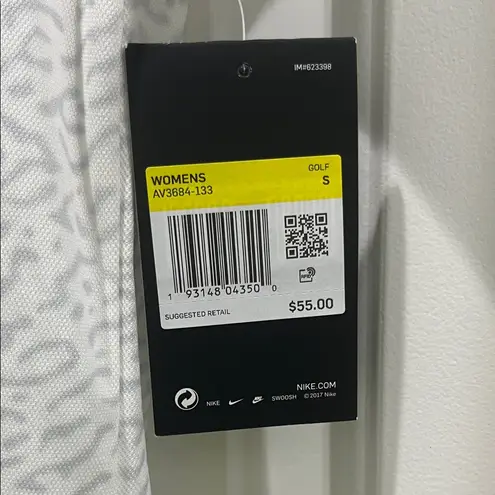 IM#623398
WOMENS GOLF
AV3684-133 S
1 93148 04350 0
SUGGESTED RETAIL $55.00
NIKE.COM
NIKE SWOOSH © 2017 Nike